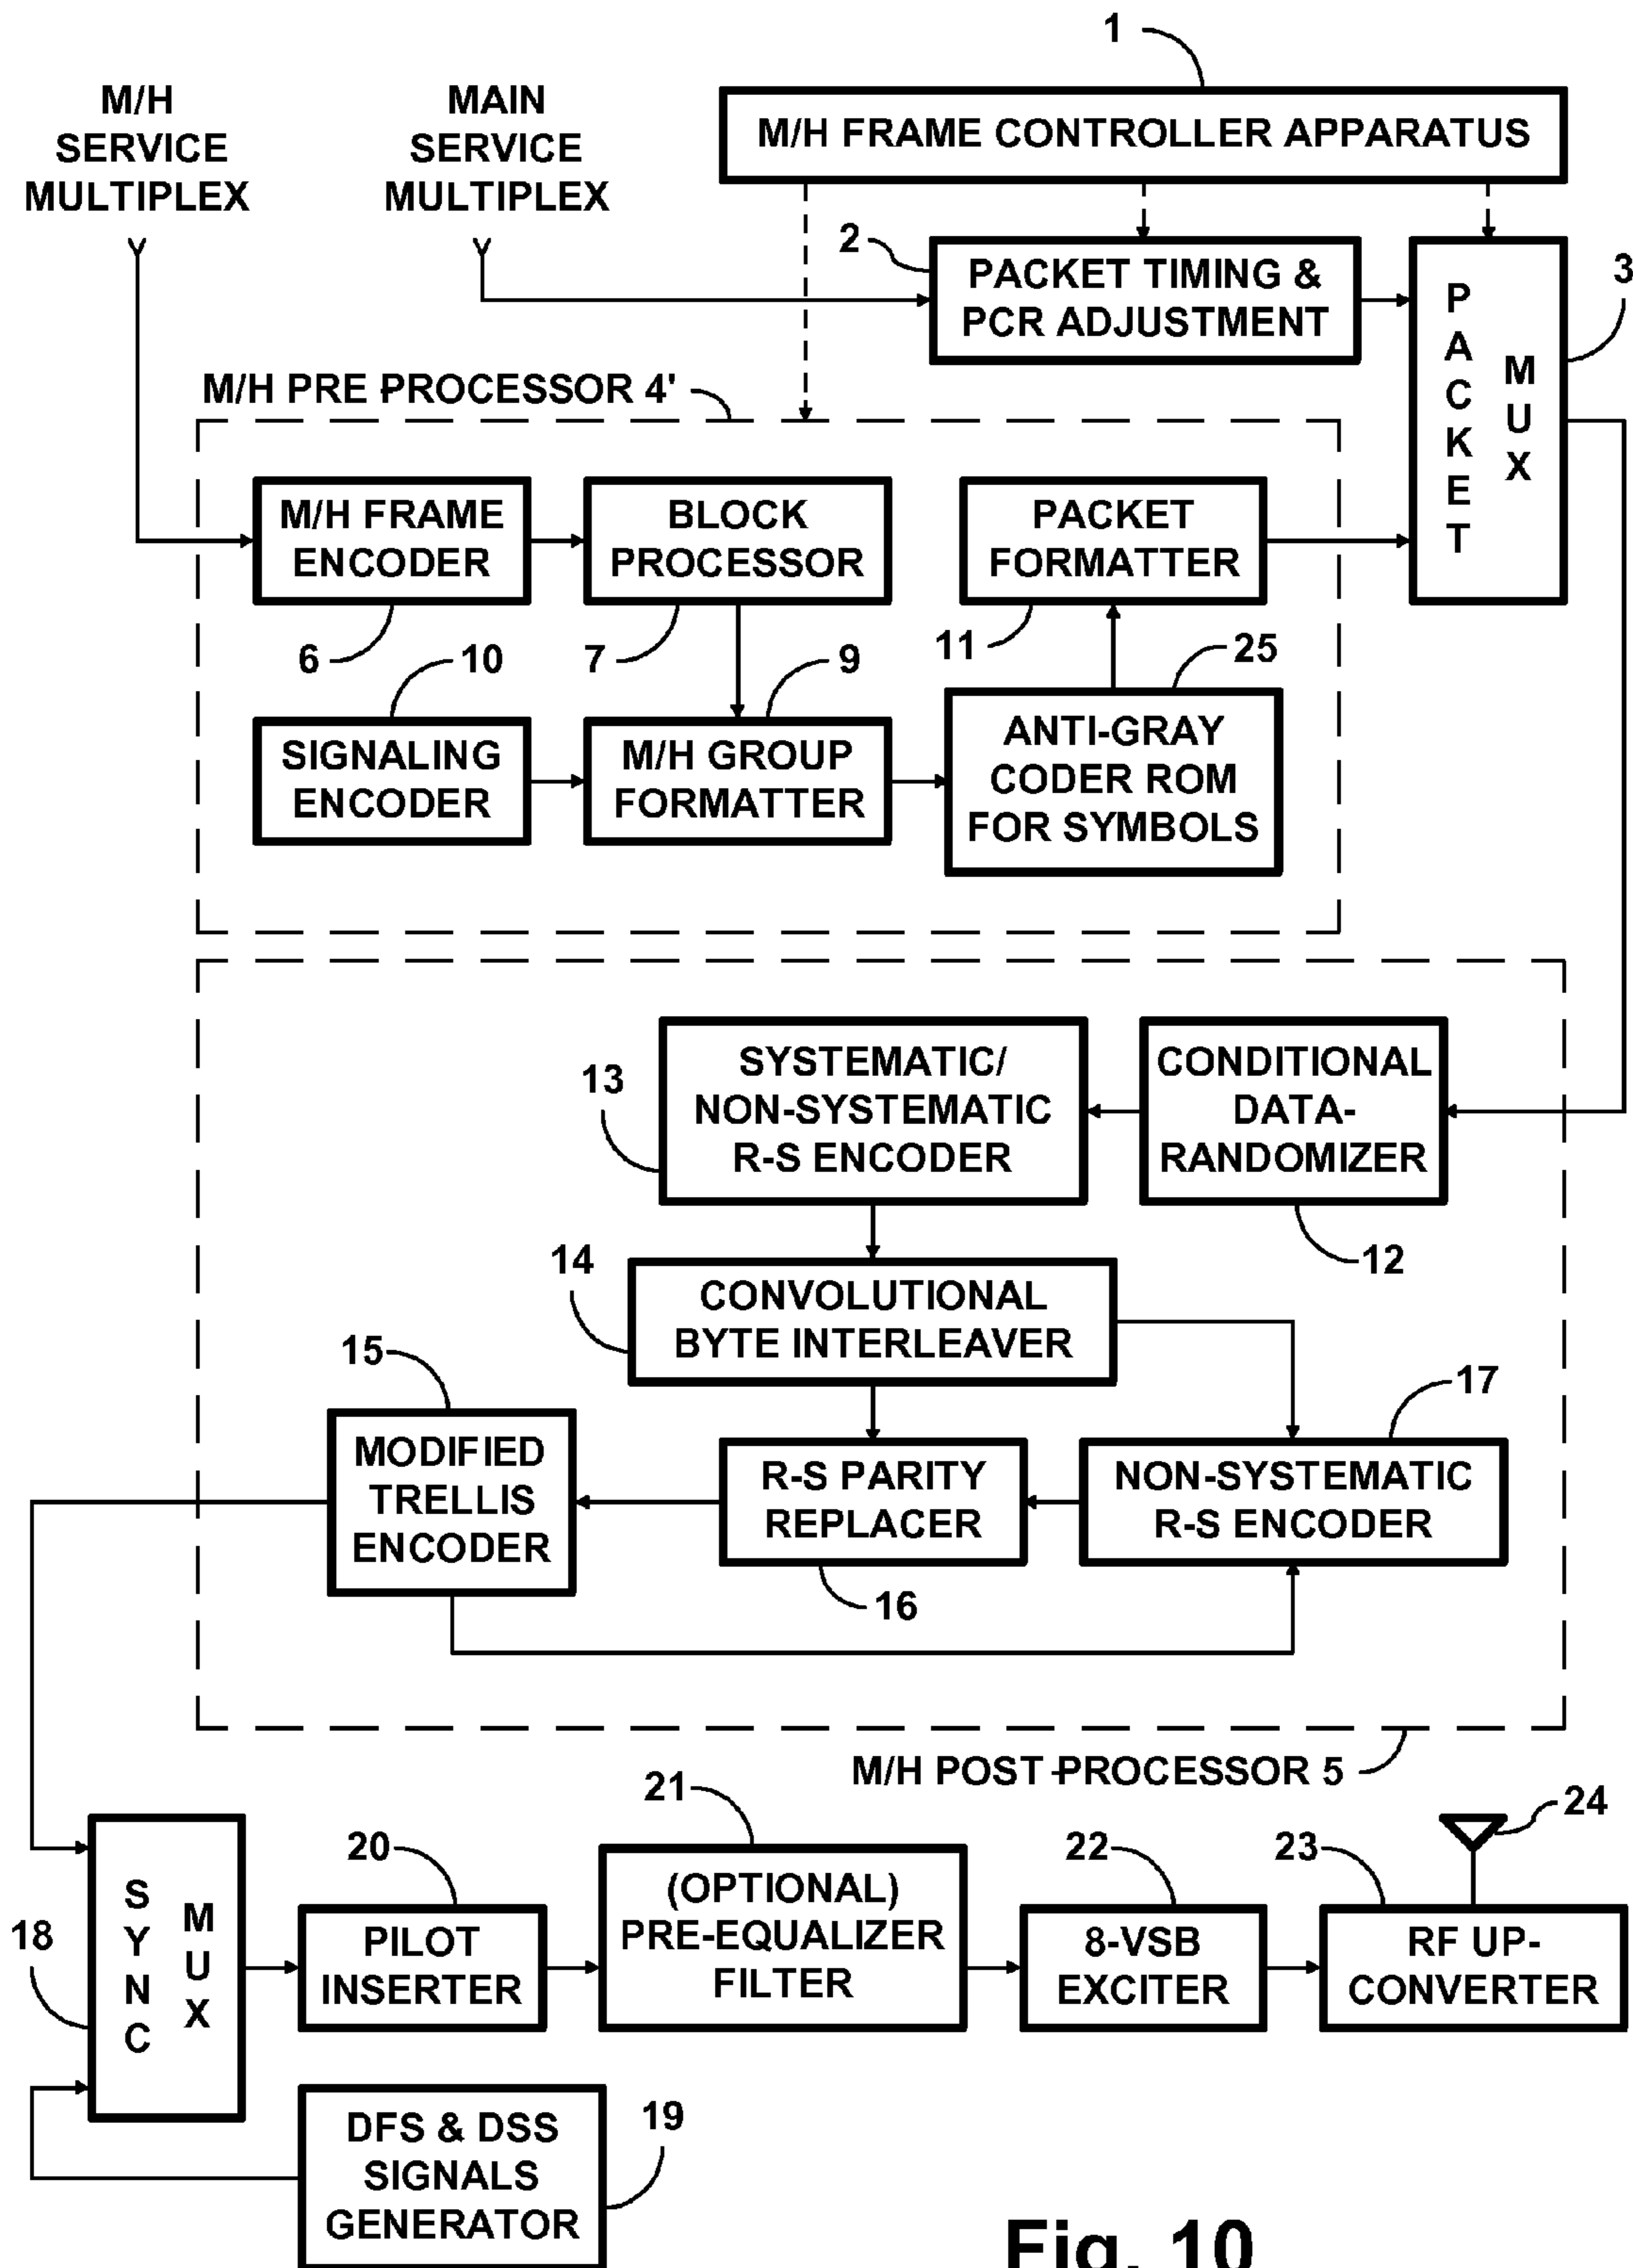 1
M/H
SERVICE
MULTIPLEX
MAIN
SERVICE
MULTIPLEX
M/H FRAME CONTROLLER APPARATUS
2
PACKET TIMING &
PCR ADJUSTMENT
3
PACKET
MUX
M/H PRE-PROCESSOR 4'
M/H FRAME
ENCODER
BLOCK
PROCESSOR
PACKET
FORMATTER
6
10
7
9
11
25
SIGNALING
ENCODER
M/H GROUP
FORMATTER
ANTI-GRAY
CODER ROM
FOR SYMBOLS
13
SYSTEMATIC/
NON-SYSTEMATIC
R-S ENCODER
CONDITIONAL
DATA-
RANDOMIZER
12
14
CONVOLUTIONAL
BYTE INTERLEAVER
15
17
MODIFIED
TRELLIS
ENCODER
R-S PARITY
REPLACER
NON-SYSTEMATIC
R-S ENCODER
16
M/H POST-PROCESSOR 5
18
SYNC
MUX
20
PILOT
INSERTER
21
(OPTIONAL)
PRE-EQUALIZER
FILTER
22
8-VSB
EXCITER
23
24
RF UP-
CONVERTER
DFS & DSS
SIGNALS
GENERATOR
19
Fig. 10